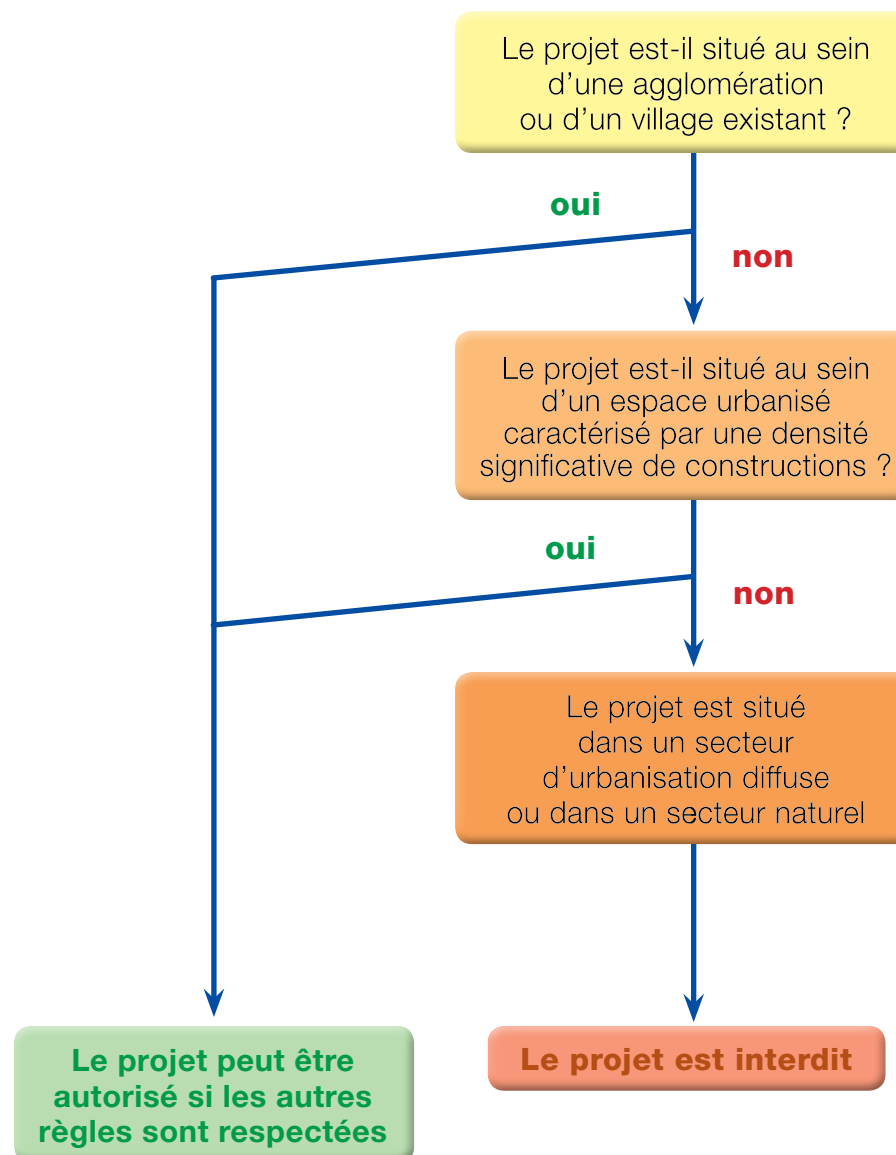 Le projet est-il situé au sein
d’une agglomération
ou d’un village existant ?
oui
non
Le projet est-il situé au sein
d’un espace urbanisé
caractérisé par une densité
significative de constructions ?
oui
non
Le projet est situé
dans un secteur
d’urbanisation diffuse
ou dans un secteur naturel
Le projet peut être
autorisé si les autres
règles sont respectées
Le projet est interdit